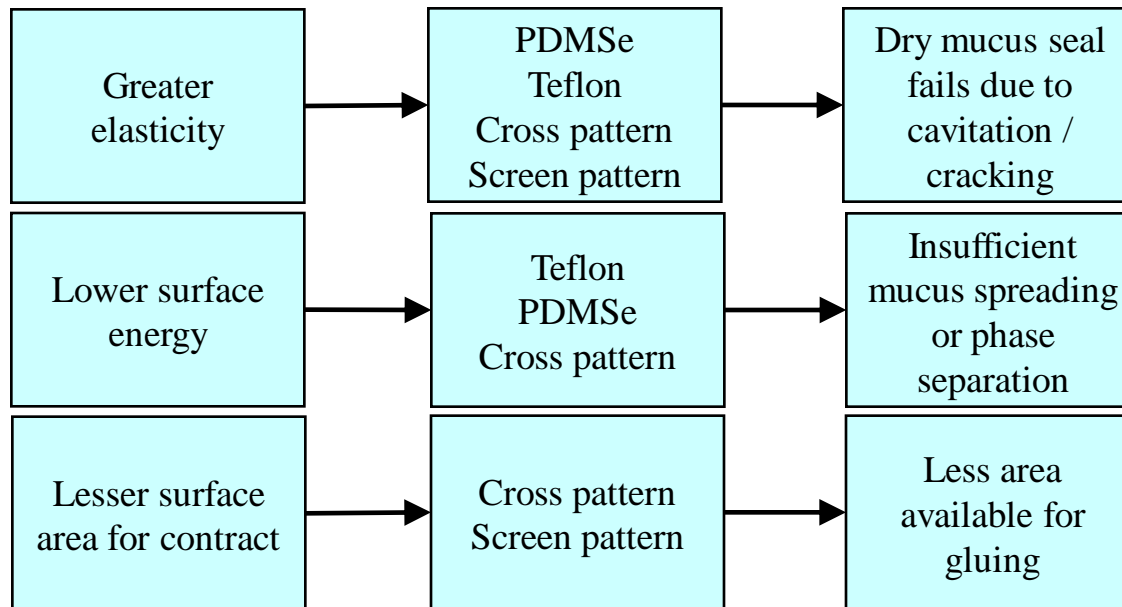 Greater
elasticity
PDMSe
Teflon
Cross pattern
Screen pattern
Dry mucus seal
fails due to
cavitation /
cracking
Lower surface
energy
Teflon
PDMSe
Cross pattern
Insufficient
mucus spreading
or phase
separation
Lesser surface
area for contract
Cross pattern
Screen pattern
Less area
available for
gluing